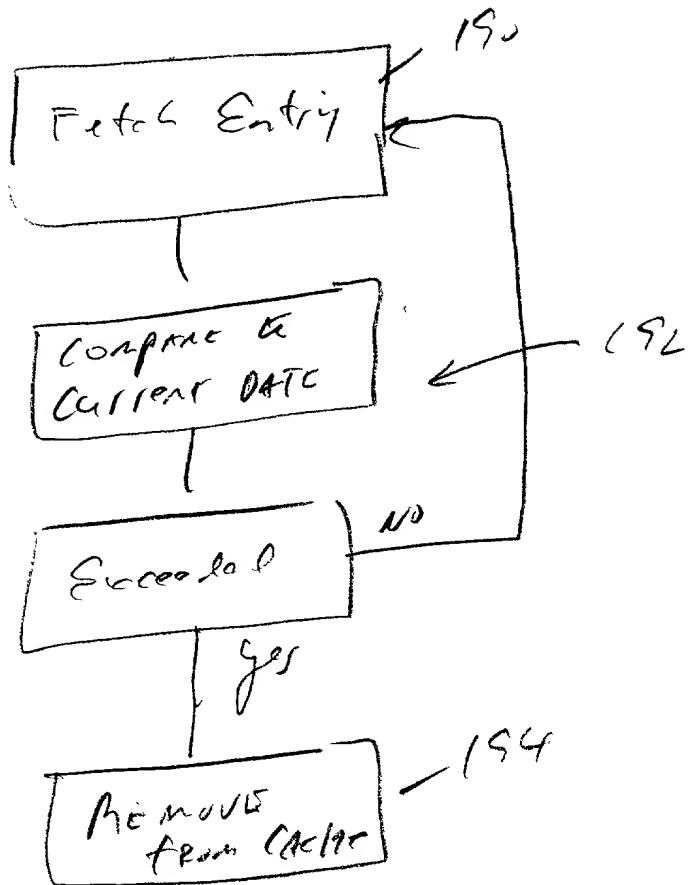 190
Fetch Entry
Compare to
Current DATE
192
Exceeded
NO
Yes
194
Remove
from CACHE